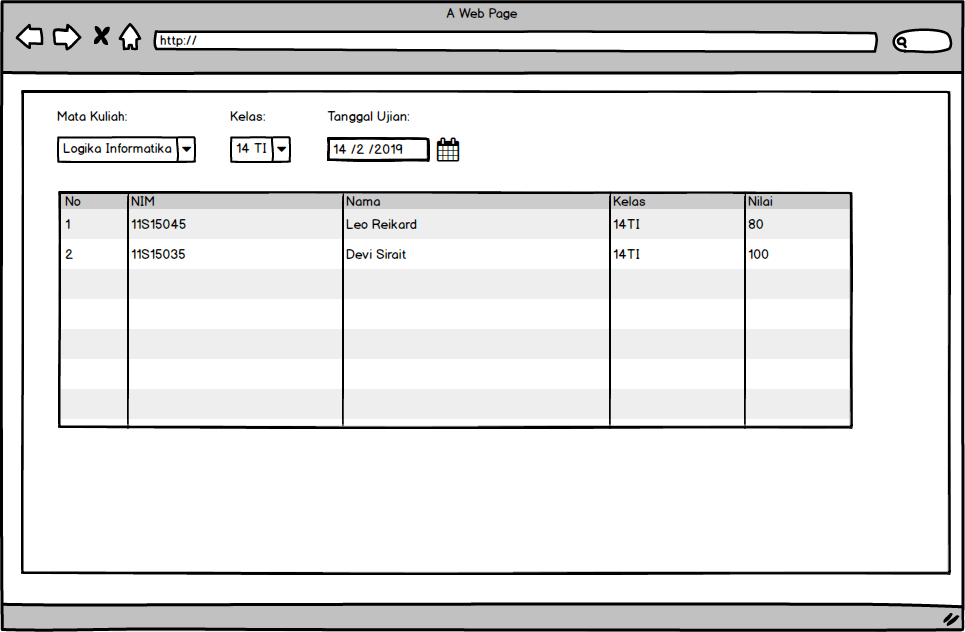 A Web Page
http://
Mata Kuliah: Kelas: Tanggal Ujian:
Logika Informatika 14 TI 14 /2 /2019
No NIM Nama Kelas Nilai
1 11S15045 Leo Reikard 14TI 80
2 11S15035 Devi Sirait 14TI 100